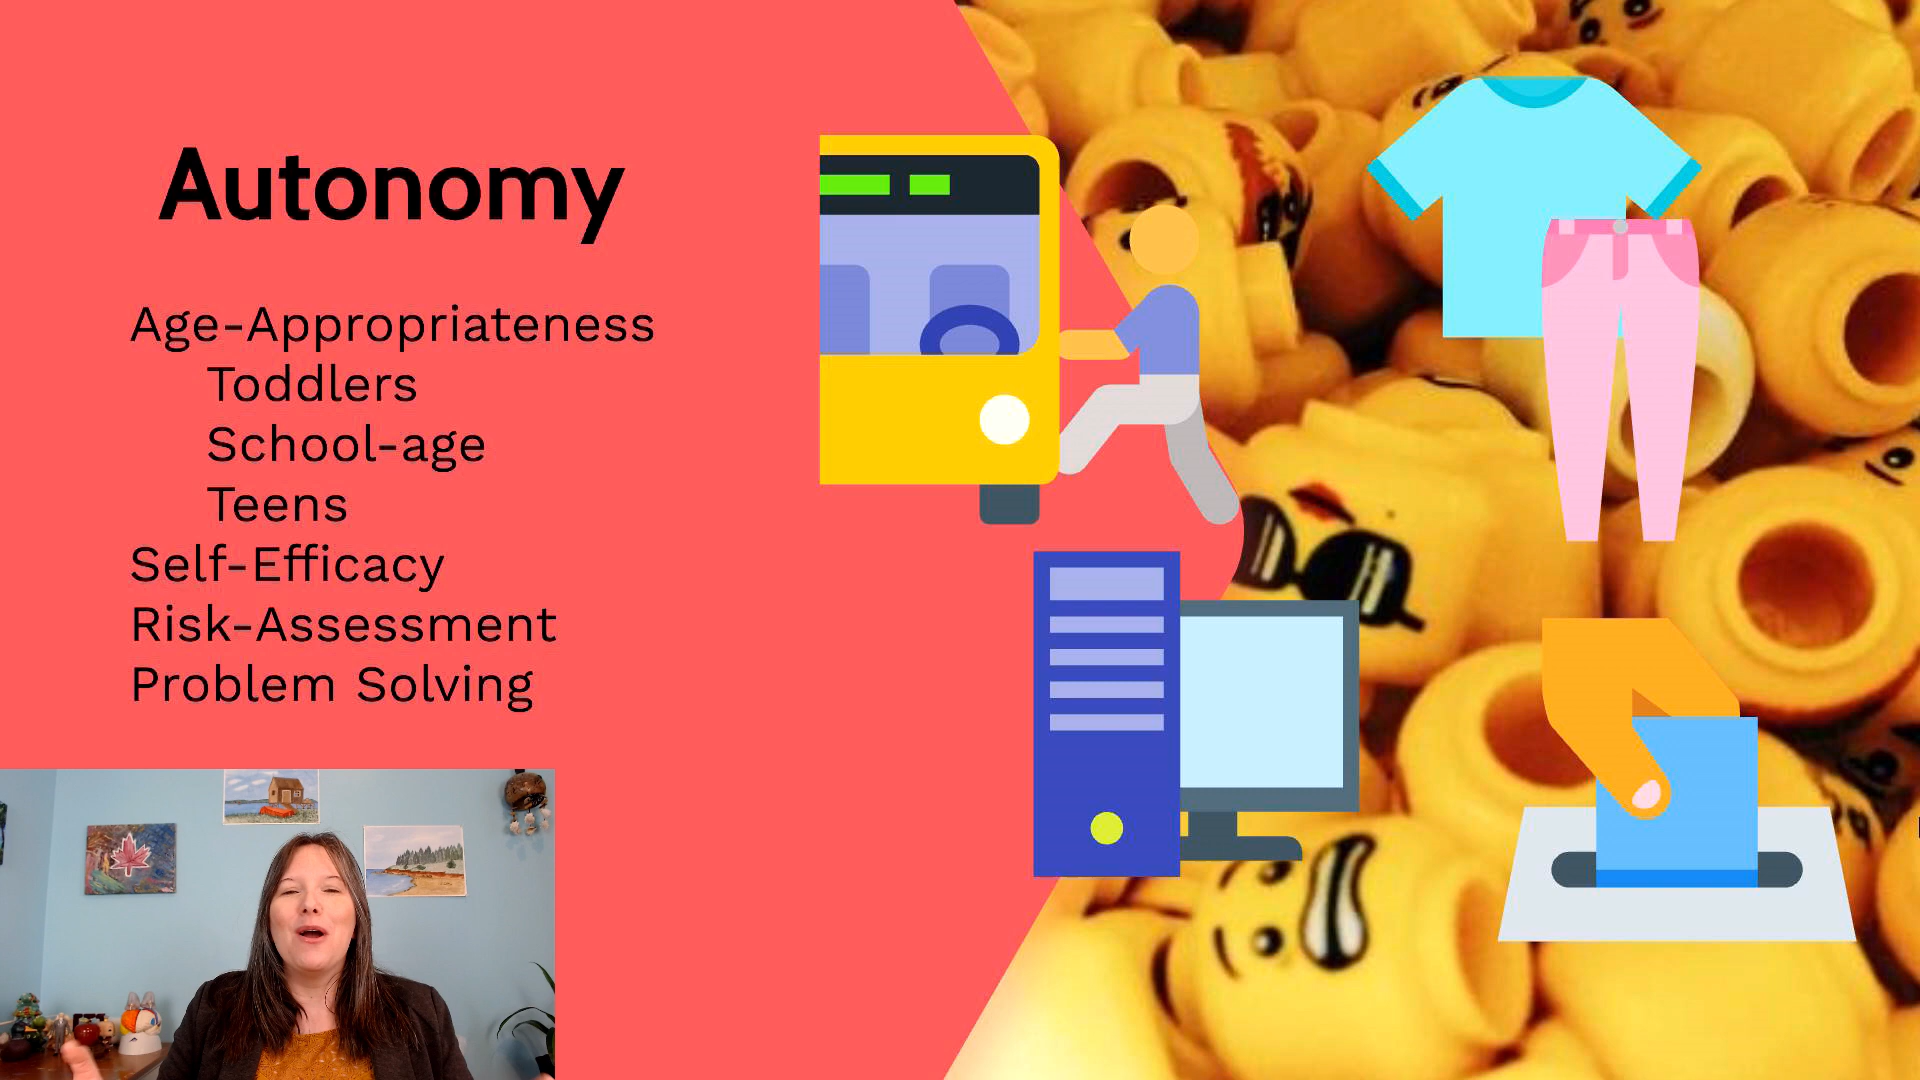 Autonomy
Age-Appropriateness
Toddlers
School-age
Teens
Self-Efficacy
Risk-Assessment
Problem Solving